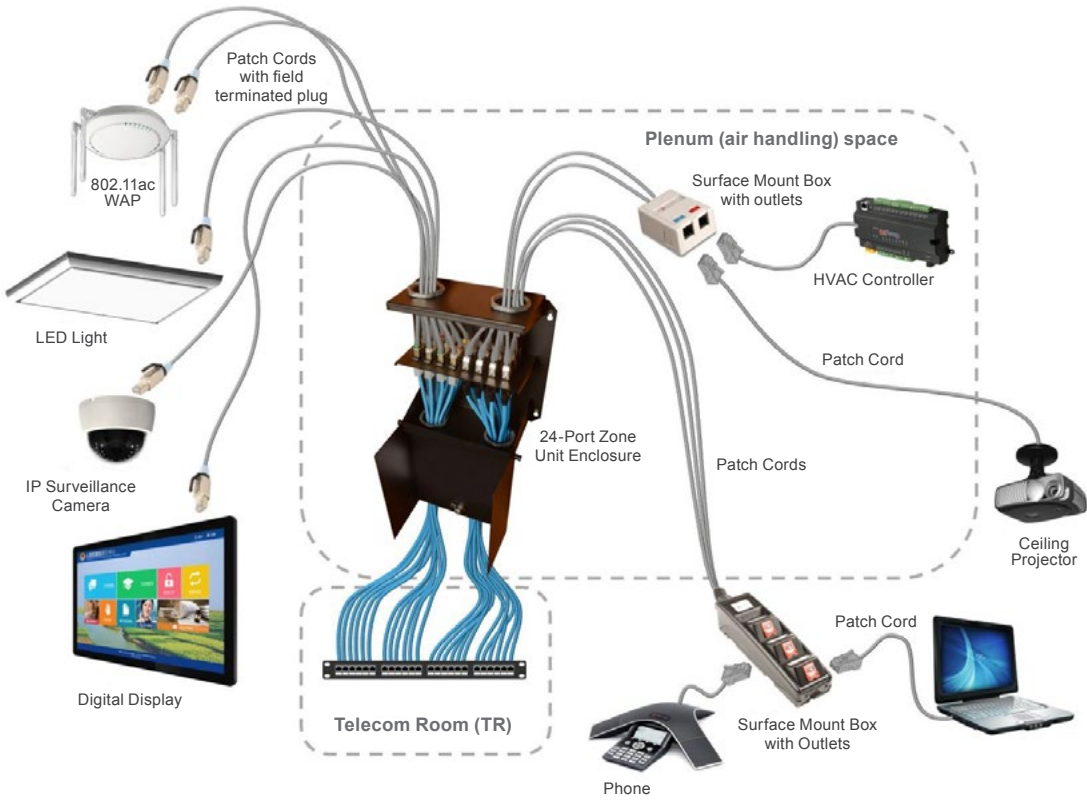 Patch Cords
with field
terminated plug
Plenum (air handling) space
Surface Mount Box
with outlets
802.11ac
WAP
HVAC Controller
LED Light
Patch Cord
24-Port Zone
Unit Enclosure
Patch Cords
IP Surveillance
Camera
Ceiling
Projector
Patch Cord
Digital Display
Telecom Room (TR)
Surface Mount Box
with Outlets
Phone